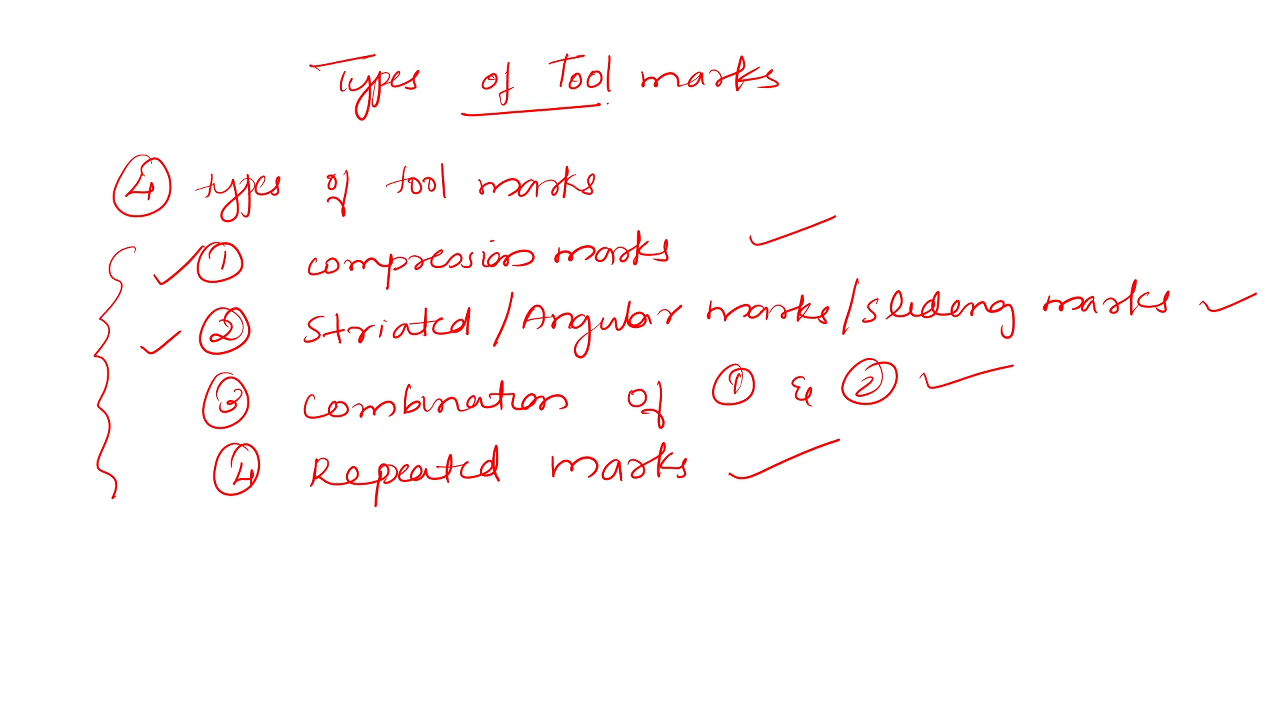 Types of Tool marks
④ types of tool marks
① compression marks
② Striated / Angular marks / Slideng marks
③ combination of ① & ②
④ Repeated marks